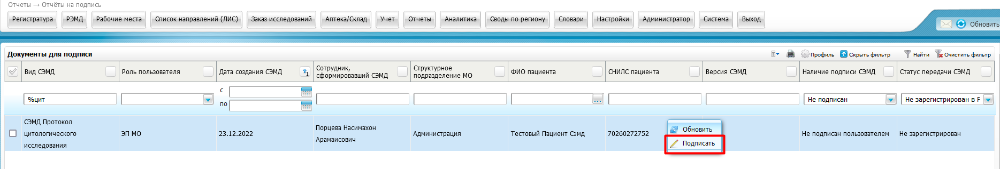 Отчеты → Отчёты на подпись
Регистратура РЭМД Рабочие места Список направлений (ЛИС) Заказ исследований Аптека/Склад Учет Отчеты Аналитика Своды по региону Словари Настройки Администратор Система Выход
Обновить
Документы для подписи
Профиль Скрыть фильтр Найти Очистить фильтр
Вид СЭМД
Роль пользователя
Дата создания СЭМД
1
Сотрудник,
сформировавший СЭМД
Структурное
подразделение МО
ФИО пациента
СНИЛС пациента
Версия СЭМД
Наличие подписи СЭМД
Статус передачи СЭМД
%цит
с
по
...
Не подписан
Не зарегистрирован в Р
СЭМД Протокол
цитологического
исследования
ЭП МО
23.12.2022
Порцева Насимахон
Арамаисович
Администрация
Тестовый Пациент Сэмд
70260272752
Обновить
Подписать
Не подписан пользователем
Не зарегистрирован